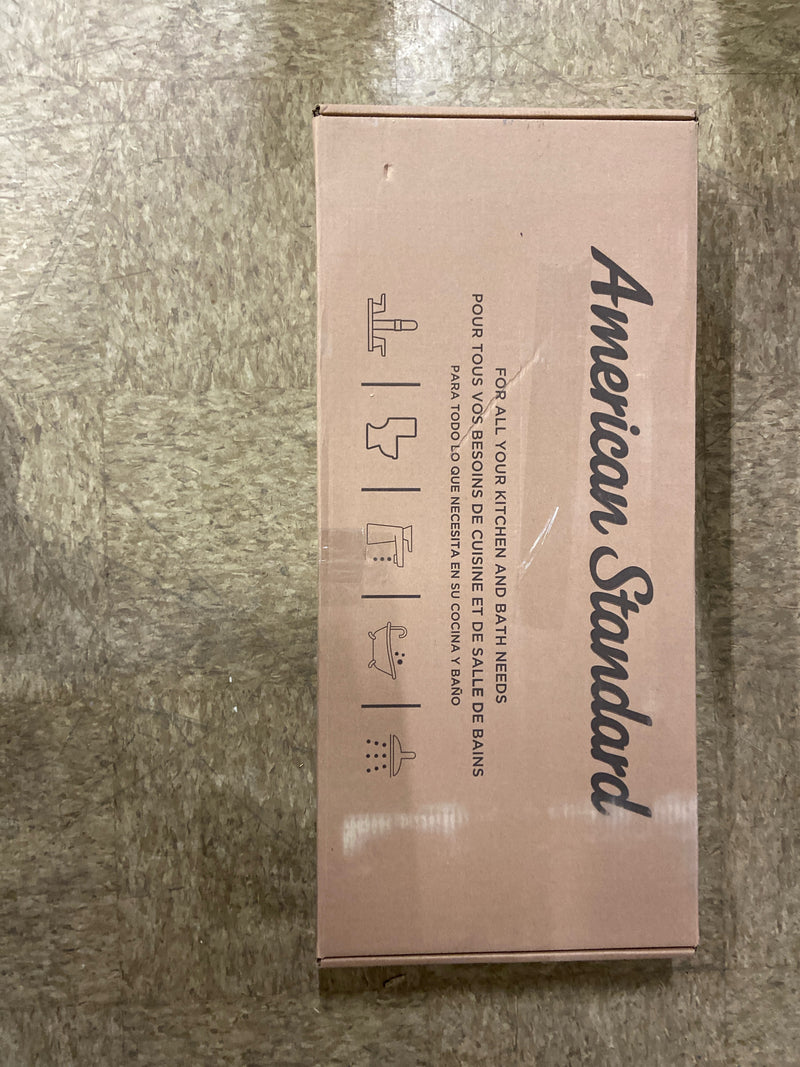 American Standard
FOR ALL YOUR KITCHEN AND BATH NEEDS
POUR TOUS VOS BESOINS DE CUISINE ET DE SALLE DE BAINS
PARA TODO LO QUE NECESITA EN SU COCINA Y BAÑO